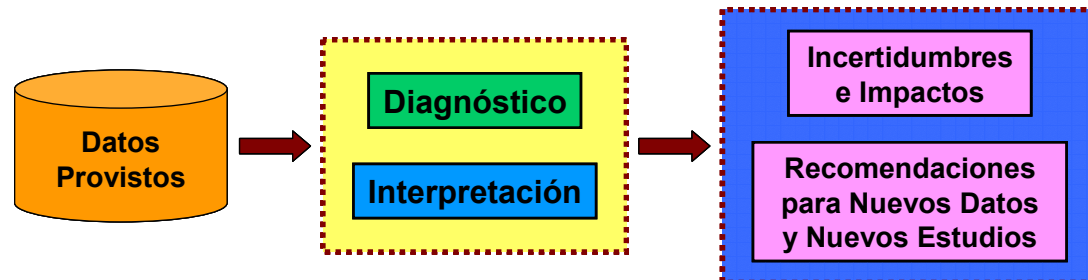 Datos
Provistos
Diagnóstico
Interpretación
Incertidumbres
e Impactos
Recomendaciones
para Nuevos Datos
y Nuevos Estudios